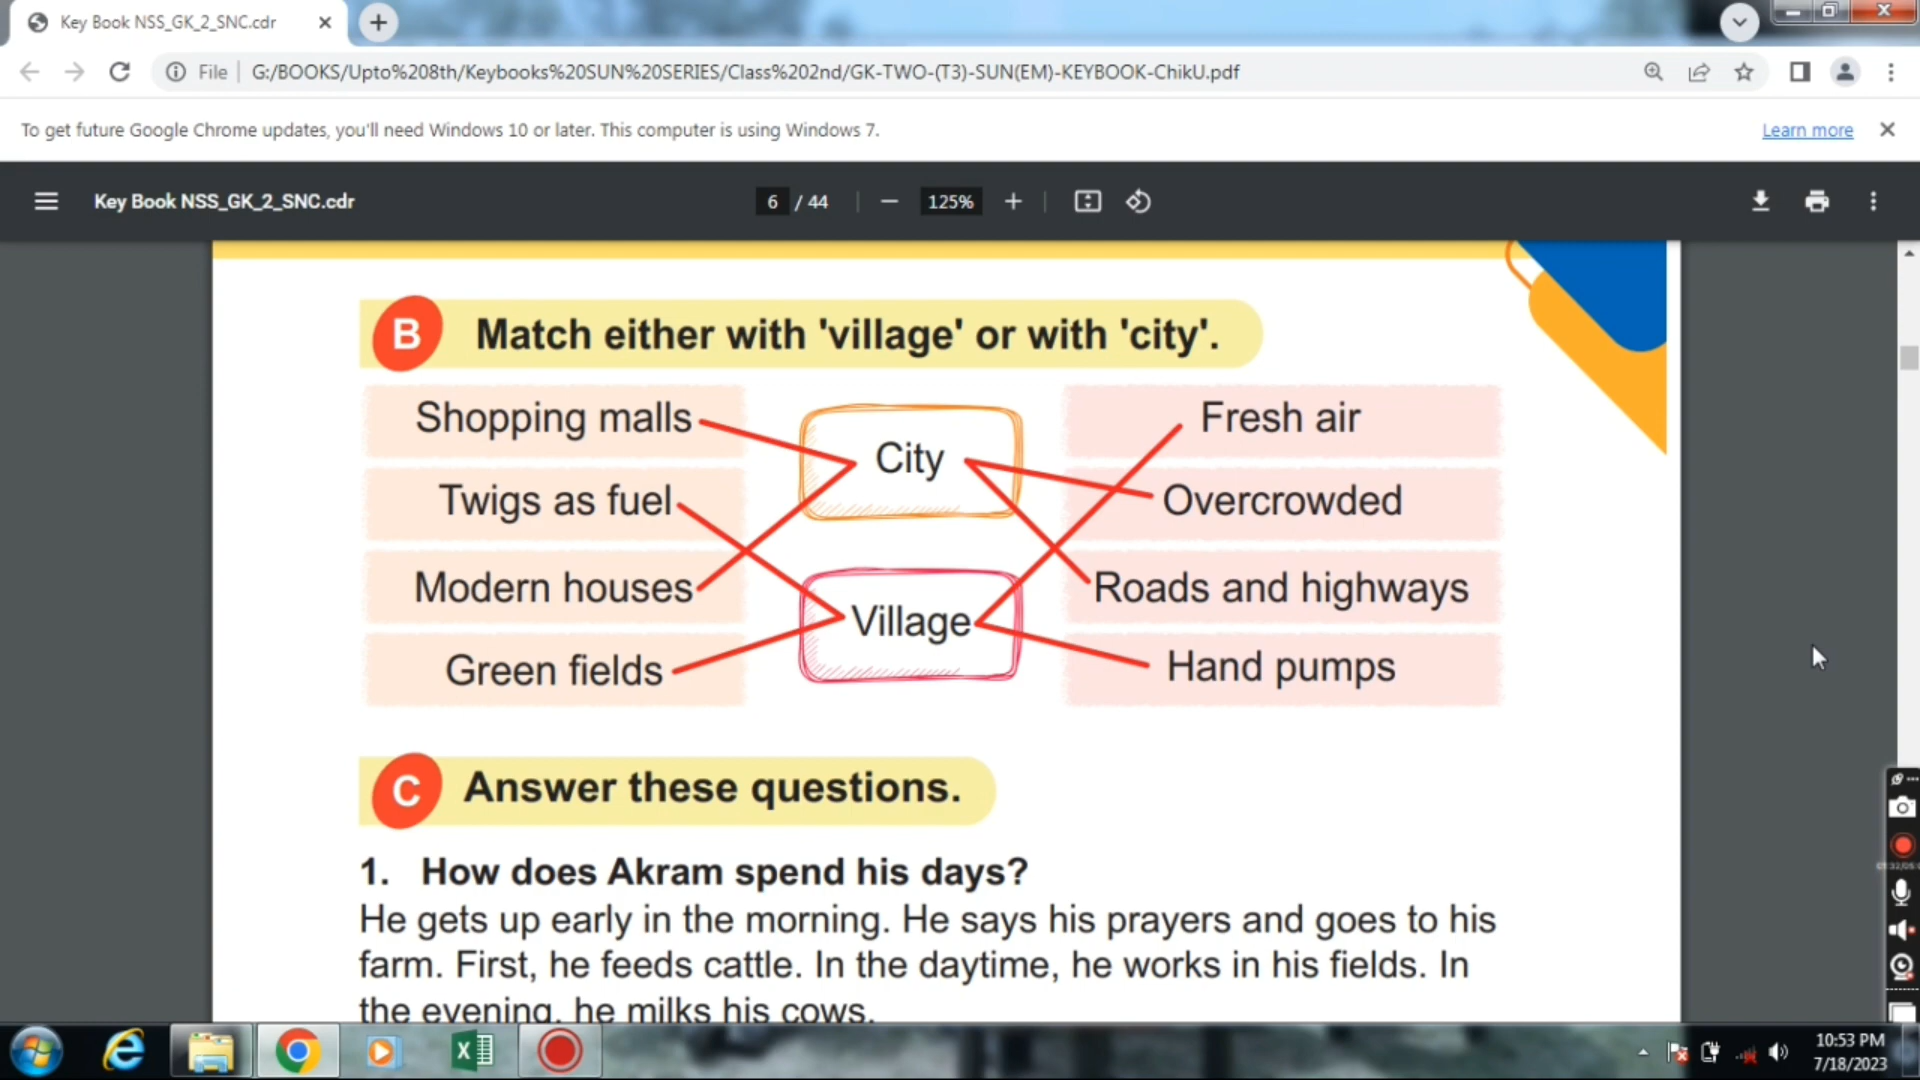 Key Book NSS_GK_2_SNC.cdr
File
G:/BOOKS/Upto%208th/Keybooks%20SUN%20SERIES/Class%202nd/GK-TWO-(T3)-SUN(EM)-KEYBOOK-ChikU.pdf
To get future Google Chrome updates, you'll need Windows 10 or later. This computer is using Windows 7.
Learn more
Key Book NSS_GK_2_SNC.cdr
6 / 44
125%
B Match either with 'village' or with 'city'.
Shopping malls
City
Fresh air
Twigs as fuel
Overcrowded
Modern houses
Village
Roads and highways
Green fields
Hand pumps
C Answer these questions.
1. How does Akram spend his days?
He gets up early in the morning. He says his prayers and goes to his
farm. First, he feeds cattle. In the daytime, he works in his fields. In
the evening, he milks his cows.
10:53 PM
7/18/2023